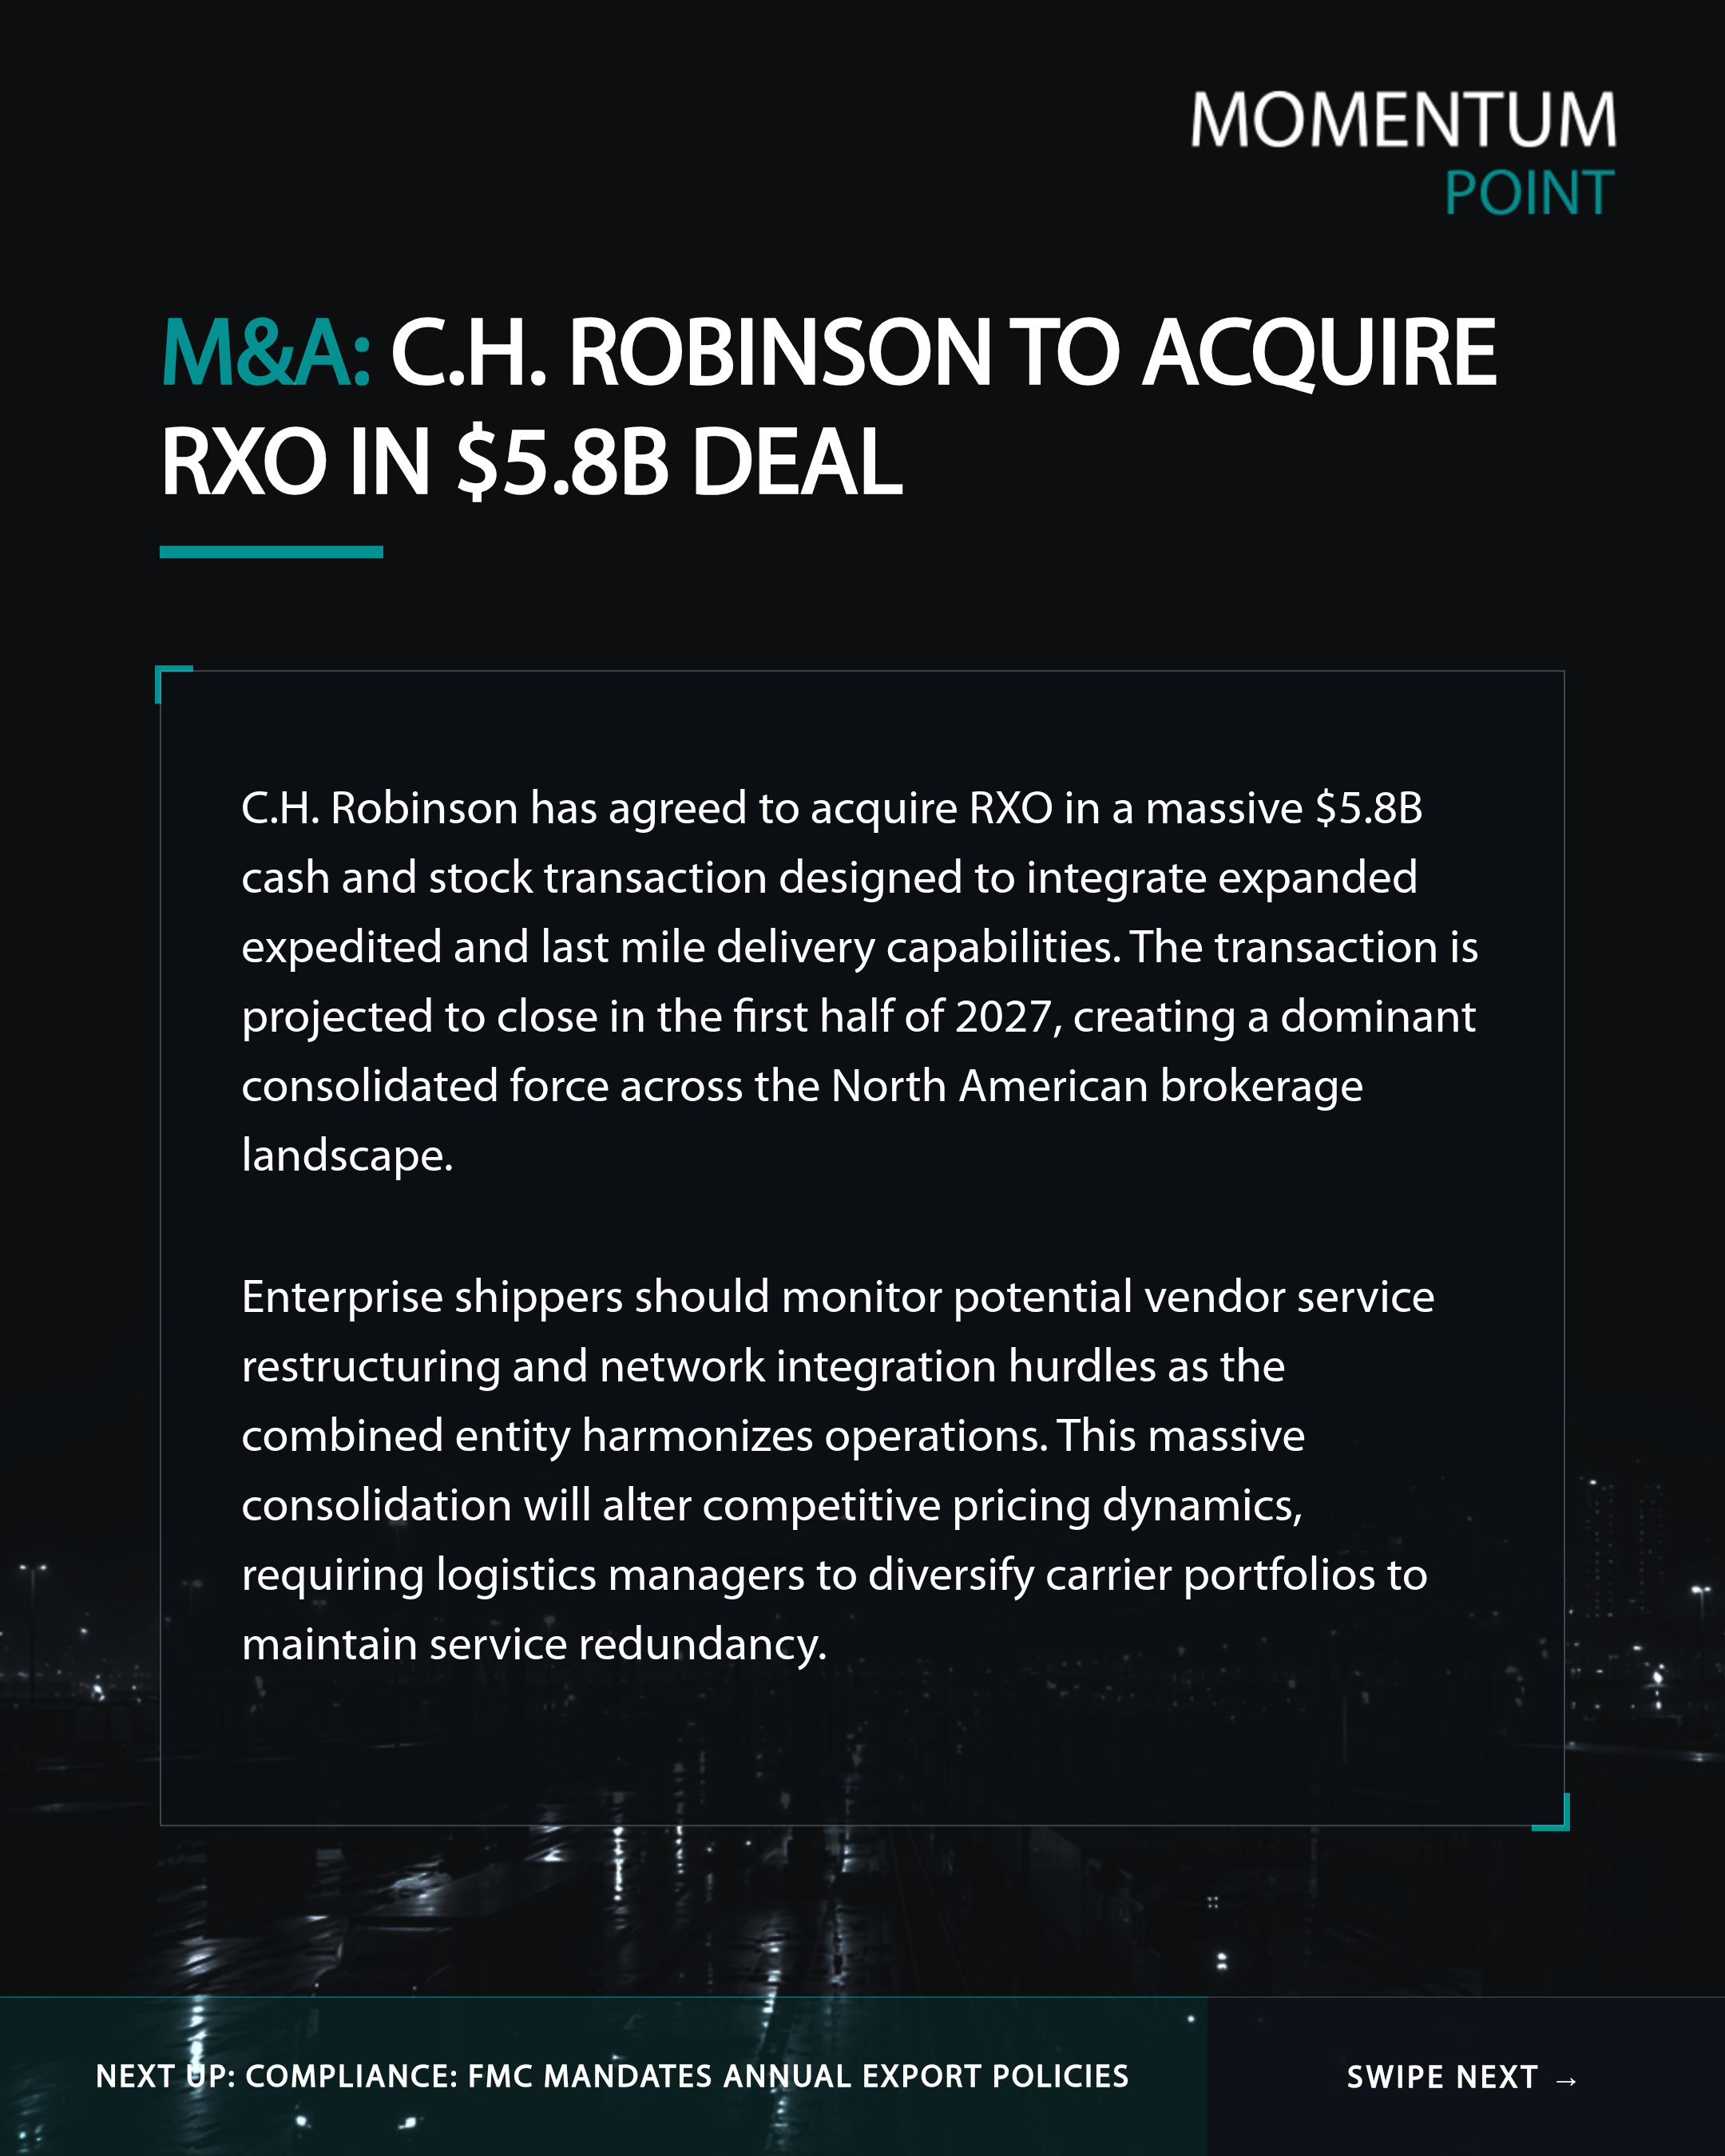 MOMENTUM
POINT
M&A: C.H. ROBINSON TO ACQUIRE
RXO IN $5.8B DEAL
C.H. Robinson has agreed to acquire RXO in a massive $5.8B
cash and stock transaction designed to integrate expanded
expedited and last mile delivery capabilities. The transaction is
projected to close in the first half of 2027, creating a dominant
consolidated force across the North American brokerage
landscape.
Enterprise shippers should monitor potential vendor service
restructuring and network integration hurdles as the
combined entity harmonizes operations. This massive
consolidation will alter competitive pricing dynamics,
requiring logistics managers to diversify carrier portfolios to
maintain service redundancy.
NEXT UP: COMPLIANCE: FMC MANDATES ANNUAL EXPORT POLICIES
SWIPE NEXT →